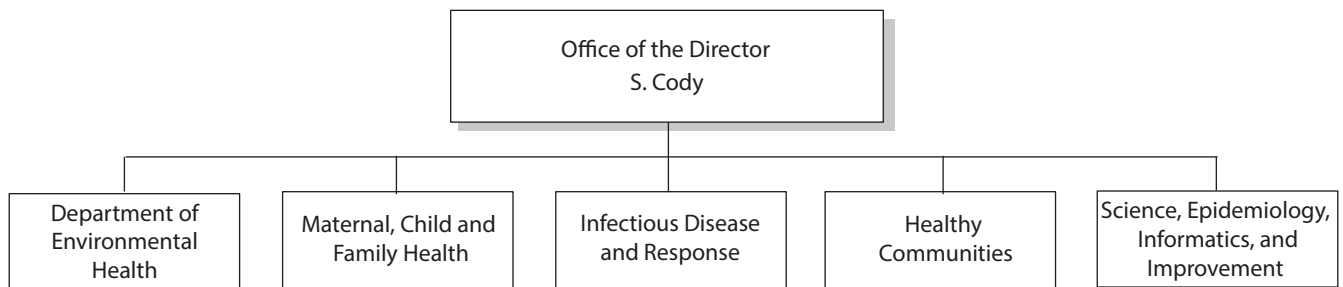 Office of the Director
S. Cody
Department of
Environmental
Health
Maternal, Child and
Family Health
Infectious Disease
and Response
Healthy
Communities
Science, Epidemiology,
Informatics, and
Improvement